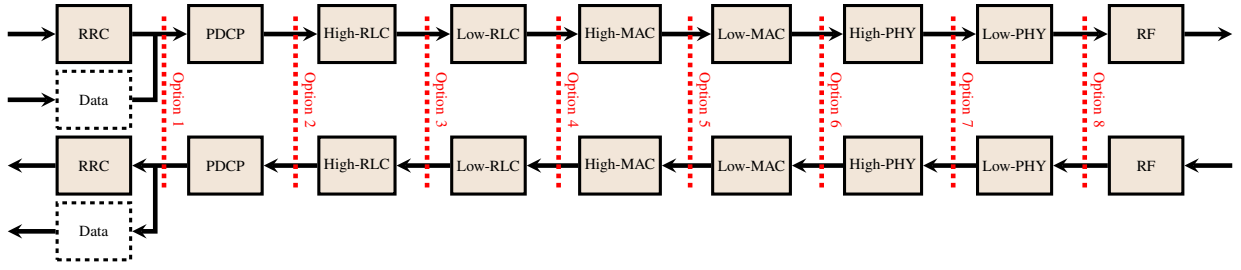 RRC
PDCP
High-RLC
Low-RLC
High-MAC
Low-MAC
High-PHY
Low-PHY
RF
Data
Option 1
Option 2
Option 3
Option 4
Option 5
Option 6
Option 7
Option 8
RRC
PDCP
High-RLC
Low-RLC
High-MAC
Low-MAC
High-PHY
Low-PHY
RF
Data